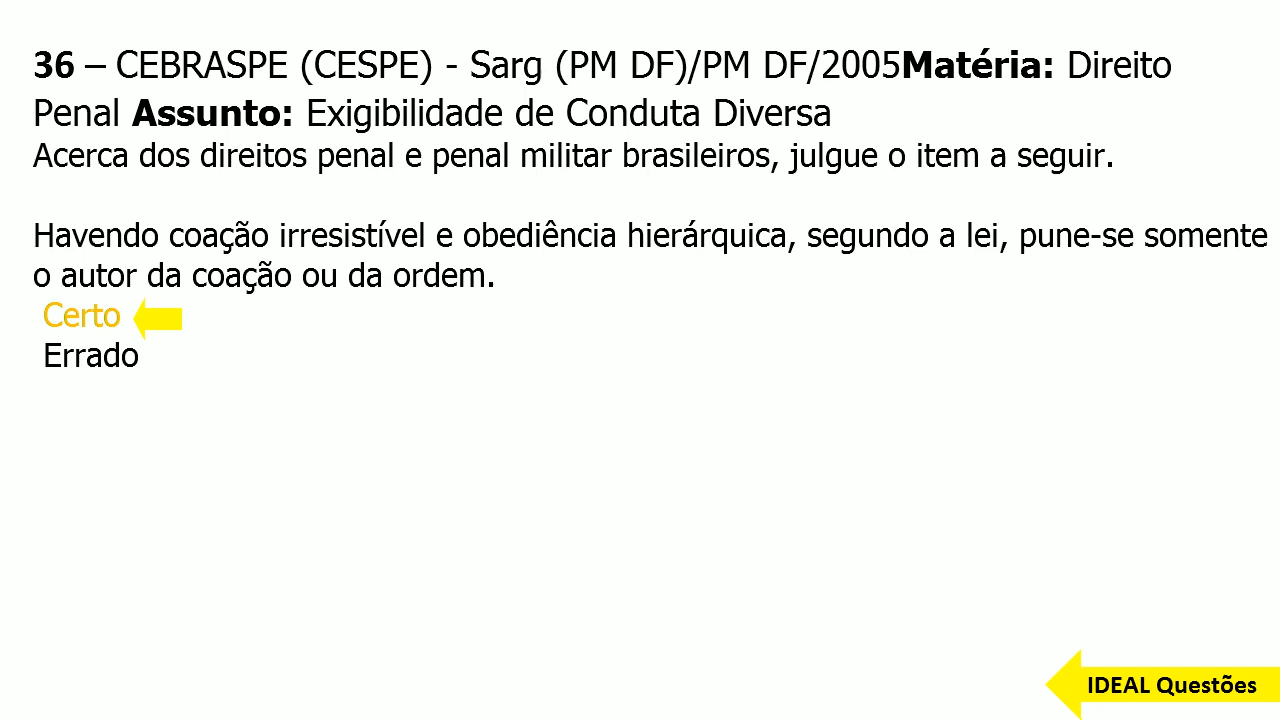 36 – CEBRASPE (CESPE) - Sarg (PM DF)/PM DF/2005Matéria: Direito
Penal Assunto: Exigibilidade de Conduta Diversa
Acerca dos direitos penal e penal militar brasileiros, julgue o item a seguir.
Havendo coação irresistível e obediência hierárquica, segundo a lei, pune-se somente
o autor da coação ou da ordem.
Certo
Errado
IDEAL Questões